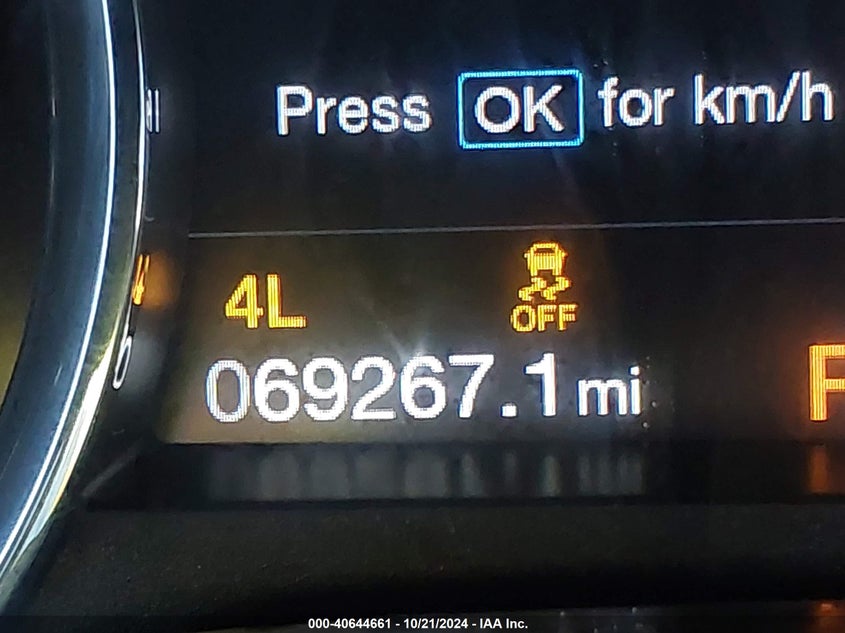 Press OK for km/h
4L
OFF
069267.1 mi
000-40644661 - 10/21/2024 - IAA Inc.